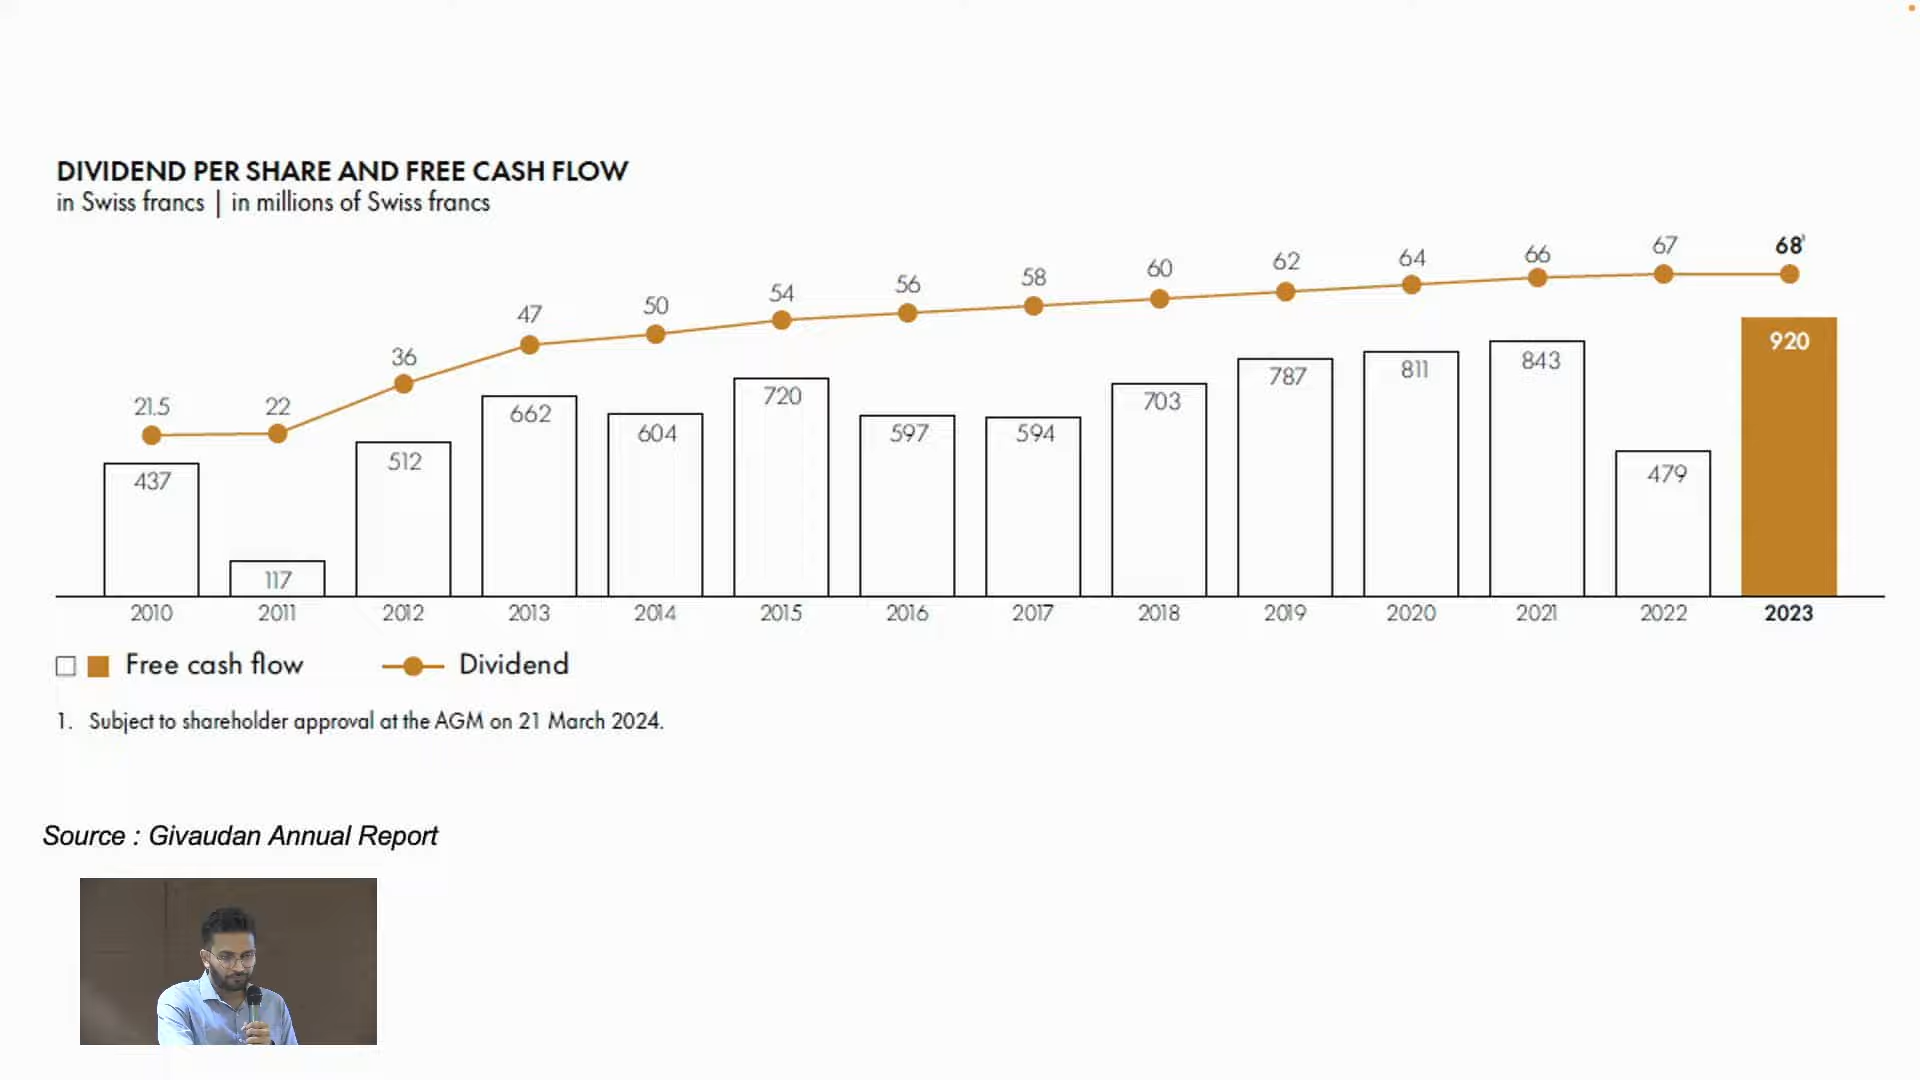 DIVIDEND PER SHARE AND FREE CASH FLOW
in Swiss francs | in millions of Swiss francs
21.5 22 36 47 50 54 56 58 60 62 64 66 67 68¹
437 117 512 662 604 720 597 594 703 787 811 843 479 920
2010 2011 2012 2013 2014 2015 2016 2017 2018 2019 2020 2021 2022 2023
Free cash flow Dividend
1. Subject to shareholder approval at the AGM on 21 March 2024.
Source : Givaudan Annual Report